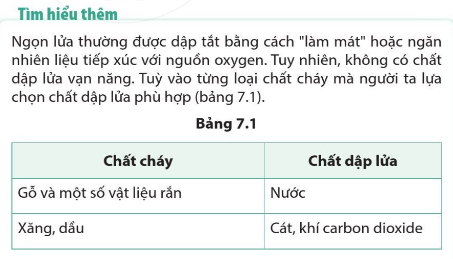 Tìm hiểu thêm
Ngọn lửa thường được dập tắt bằng cách "làm mát" hoặc ngăn
nhiên liệu tiếp xúc với nguồn oxygen. Tuy nhiên, không có chất
dập lửa vạn năng. Tuỳ vào từng loại chất cháy mà người ta lựa
chọn chất dập lửa phù hợp (bảng 7.1).
Bảng 7.1
Chất cháy Chất dập lửa
Gỗ và một số vật liệu rắn Nước
Xăng, dầu Cát, khí carbon dioxide